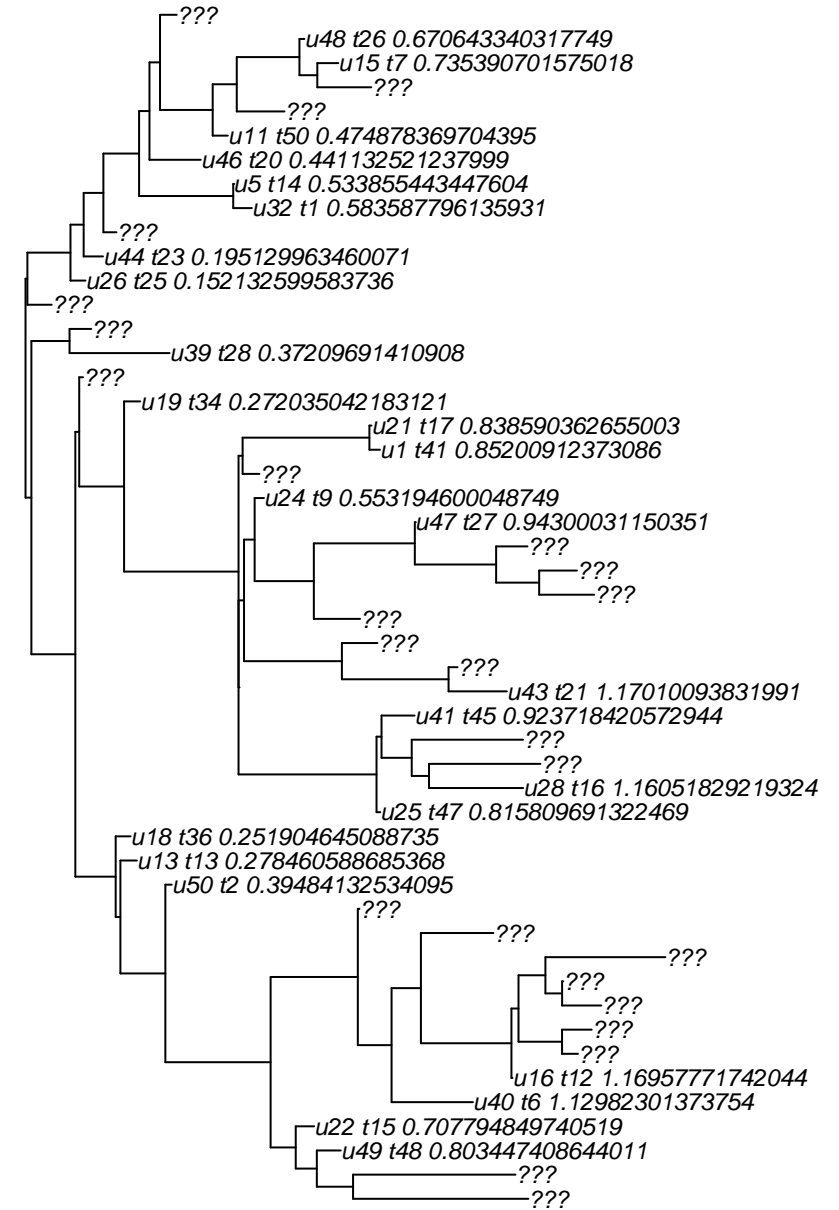 ???
u48 t26 0.670643340317749
u15 t7 0.735390701575018
???
???
u11 t50 0.474878369704395
u46 t20 0.441132521237999
u5 t14 0.533855443447604
u32 t1 0.583587796135931
???
u44 t23 0.195129963460071
u26 t25 0.152132599583736
???
???
u39 t28 0.37209691410908
???
u19 t34 0.272035042183121
u21 t17 0.838590362655003
u1 t41 0.85200912373086
???
u24 t9 0.553194600048749
u47 t27 0.94300031150351
???
???
???
???
???
???
u43 t21 1.17010093831991
u41 t45 0.923718420572944
???
???
u28 t16 1.16051829219324
u25 t47 0.815809691322469
u18 t36 0.251904645088735
u13 t13 0.278460588685368
u50 t2 0.39484132534095
???
???
???
???
???
???
???
u16 t12 1.16957771742044
u40 t6 1.12982301373754
u22 t15 0.707794849740519
u49 t48 0.803447408644011
???
???